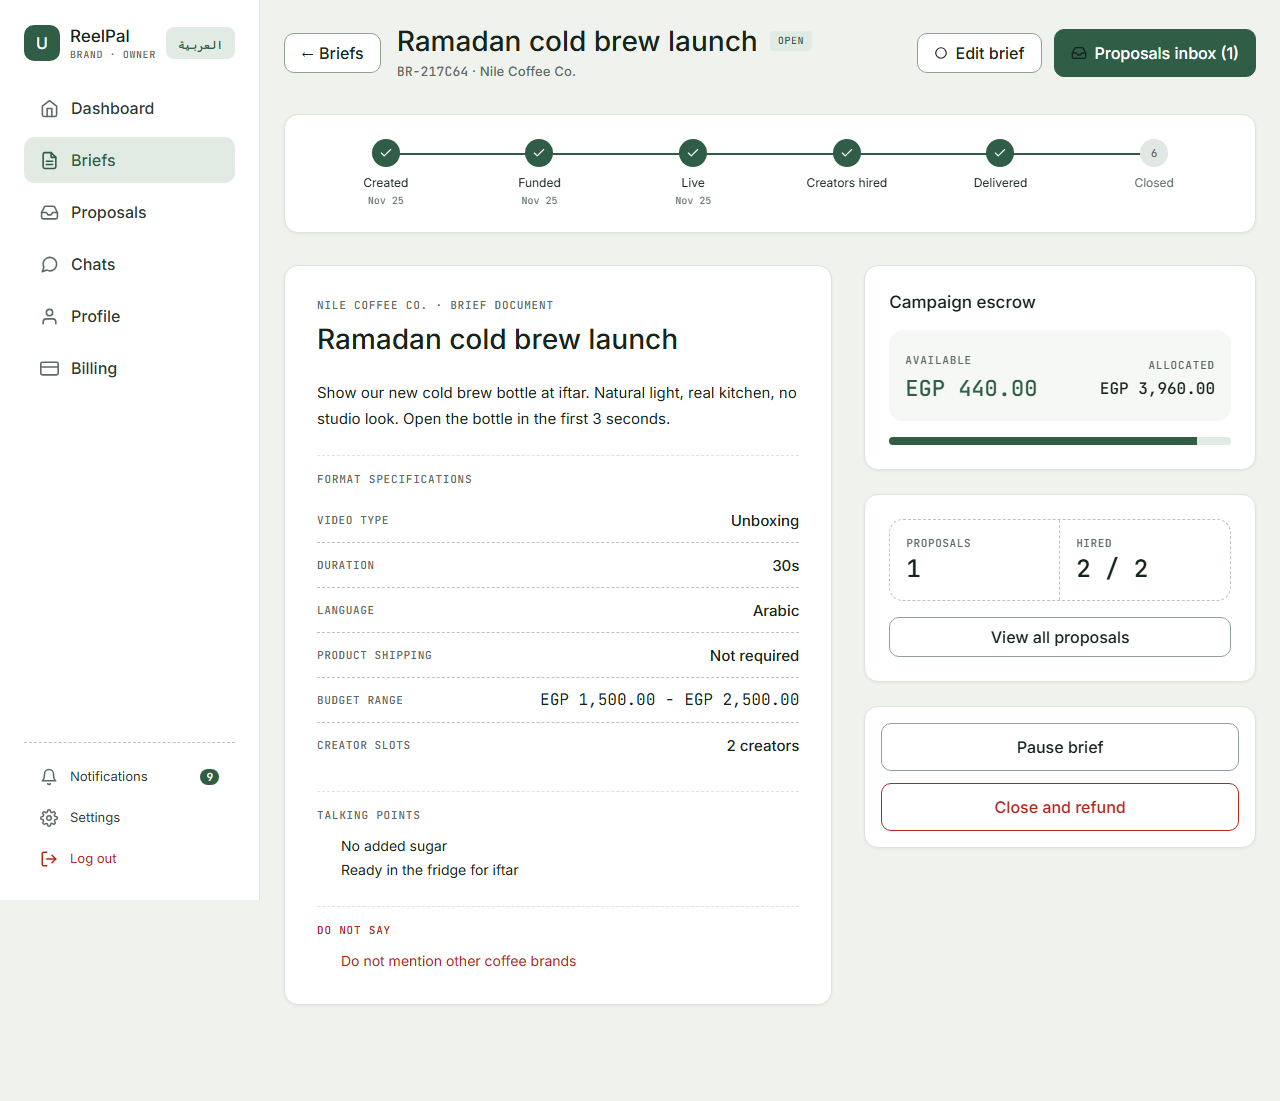 U
ReelPal
BRAND · OWNER
العربية
Dashboard
Briefs
Proposals
Chats
Profile
Billing
Notifications 9
Settings
Log out
← Briefs
Ramadan cold brew launch OPEN
BR-217C64 · Nile Coffee Co.
Edit brief
Proposals inbox (1)
Created
Nov 25
Funded
Nov 25
Live
Nov 25
Creators hired
Delivered
6
Closed
NILE COFFEE CO. · BRIEF DOCUMENT
Ramadan cold brew launch
Show our new cold brew bottle at iftar. Natural light, real kitchen, no
studio look. Open the bottle in the first 3 seconds.
FORMAT SPECIFICATIONS
VIDEO TYPE Unboxing
DURATION 30s
LANGUAGE Arabic
PRODUCT SHIPPING Not required
BUDGET RANGE EGP 1,500.00 - EGP 2,500.00
CREATOR SLOTS 2 creators
TALKING POINTS
No added sugar
Ready in the fridge for iftar
DO NOT SAY
Do not mention other coffee brands
Campaign escrow
AVAILABLE
EGP 440.00
ALLOCATED
EGP 3,960.00
PROPOSALS
1
HIRED
2 / 2
View all proposals
Pause brief
Close and refund